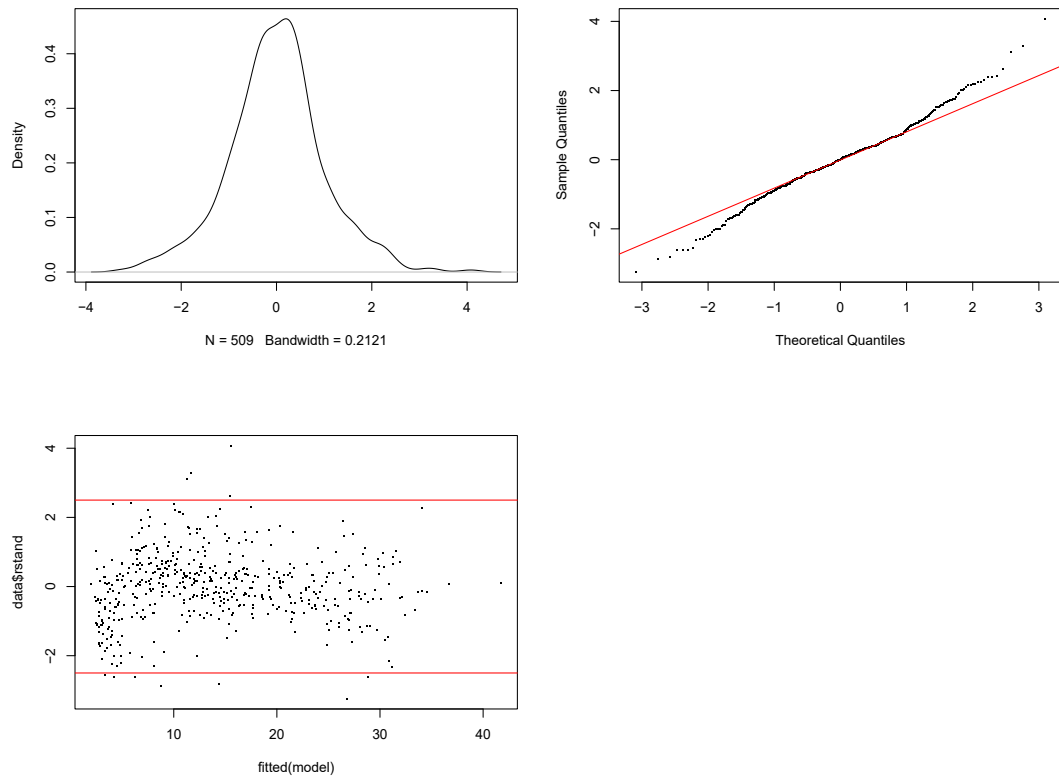 Density
0.0 0.1 0.2 0.3 0.4
−4 −2 0 2 4
N = 509 Bandwidth = 0.2121
Sample Quantiles
−2 0 2 4
−3 −2 −1 0 1 2 3
Theoretical Quantiles
data$rstand
−2 0 2 4
10 20 30 40
fitted(model)